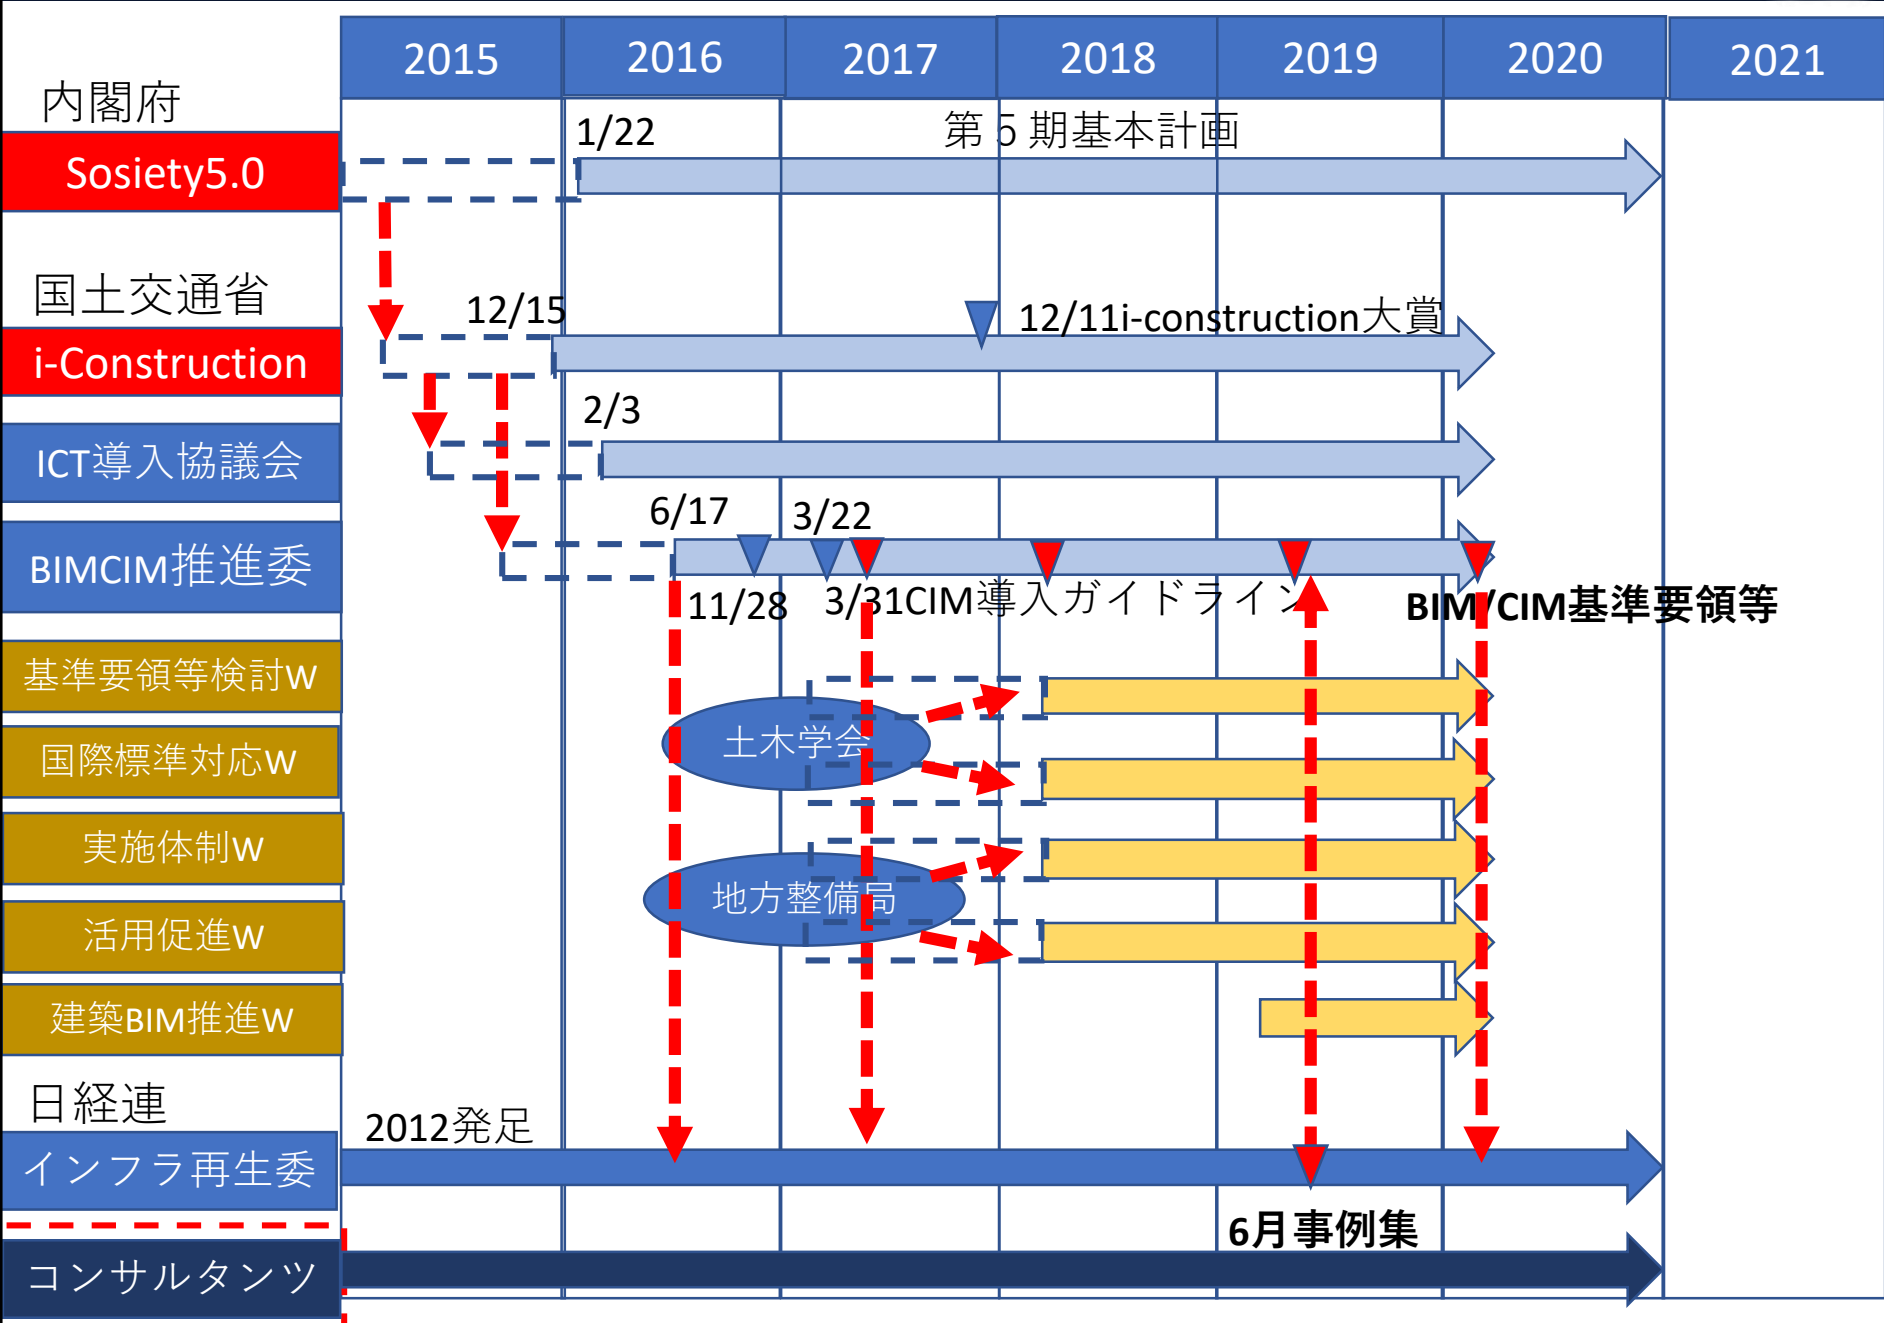 2015 2016 2017 2018 2019 2020 2021
内閣府
1/22 第５期基本計画
Sosiety5.0
国土交通省
12/15 12/11i-construction大賞
i-Construction
2/3
ICT導入協議会
6/17 3/22
BIMCIM推進委
11/28 3/31CIM導入ガイドライン BIM/CIM基準要領等
基準要領等検討W
土木学会
国際標準対応W
実施体制W
地方整備局
活用促進W
建築BIM推進W
日経連
2012発足
インフラ再生委
6月事例集
コンサルタンツ